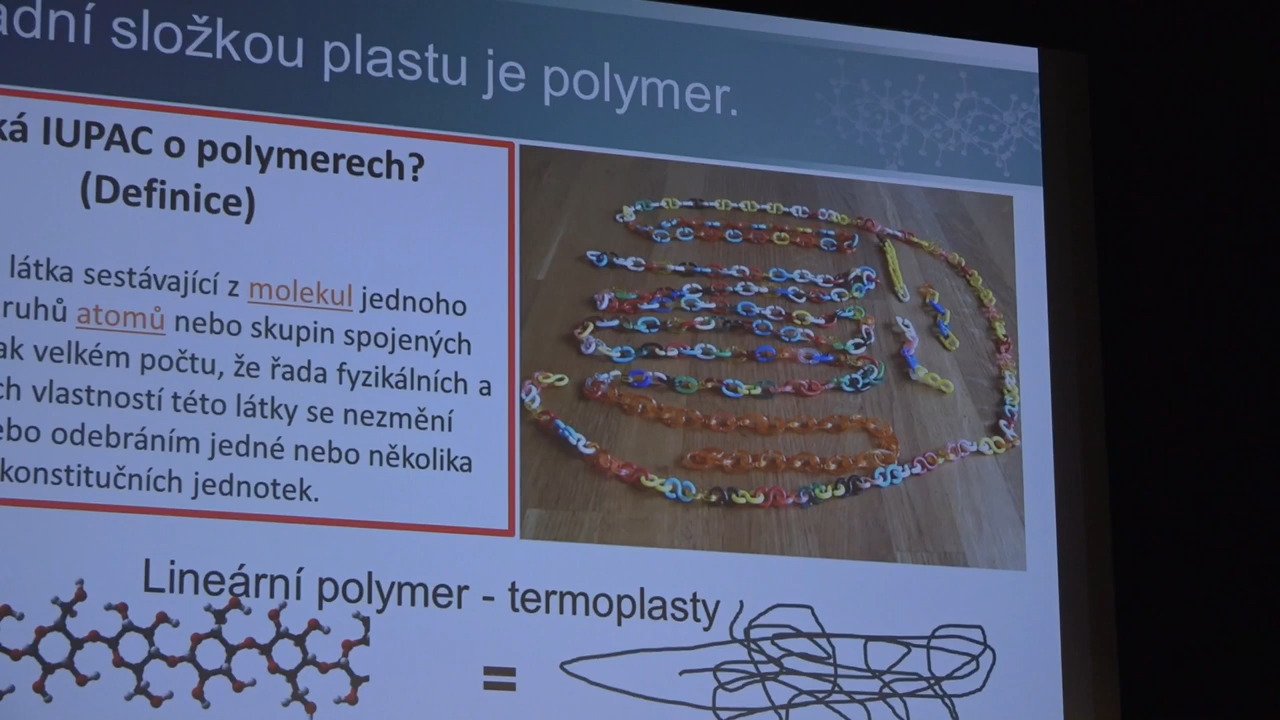 adní složkou plastu je polymer.
ká IUPAC o polymerech?
(Definice)
látka sestávající z molekul jednoho
ruhů atomů nebo skupin spojených
ak velkém počtu, že řada fyzikálních a
ch vlastností této látky se nezmění
ebo odebráním jedné nebo několika
konstitučních jednotek.
Lineární polymer - termoplasty
=